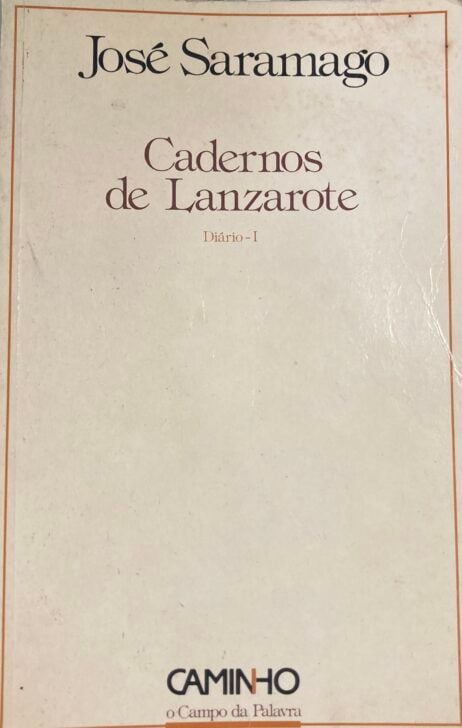 José Saramago
Cadernos
de Lanzarote
Diário - I
CAMINHO
o Campo da Palavra